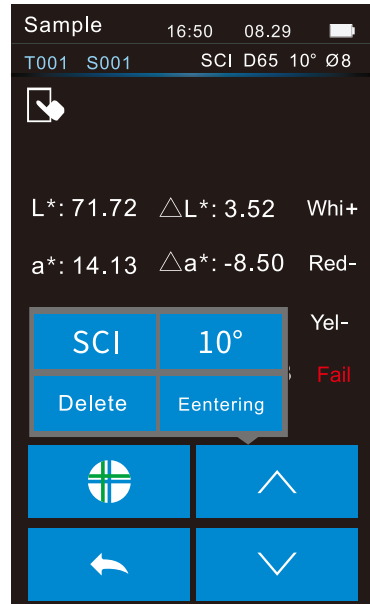 Sample 16:50 08.29
T001 S001 SCI D65 10° Ø8
L*: 71.72 △L*: 3.52 Whi+
a*: 14.13 △a*: -8.50 Red-
Yel-
SCI 10°
Fail
Delete Eentering